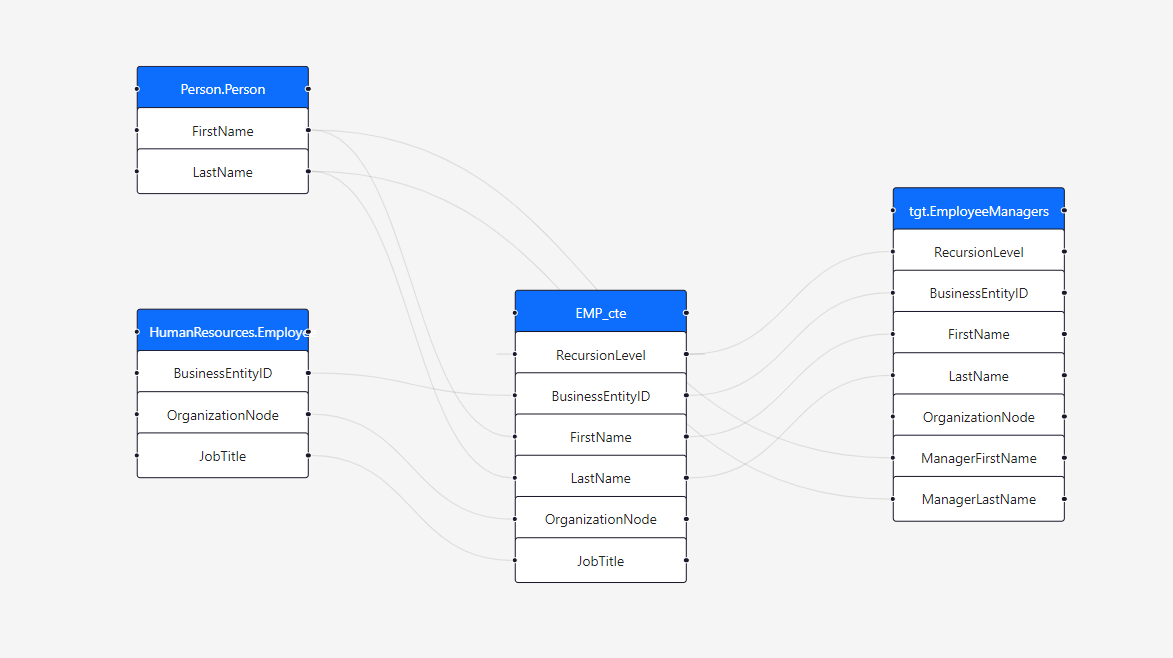 Person.Person
FirstName
LastName
HumanResources.Employe
BusinessEntityID
OrganizationNode
JobTitle
EMP_cte
RecursionLevel
BusinessEntityID
FirstName
LastName
OrganizationNode
JobTitle
tgt.EmployeeManagers
RecursionLevel
BusinessEntityID
FirstName
LastName
OrganizationNode
ManagerFirstName
ManagerLastName